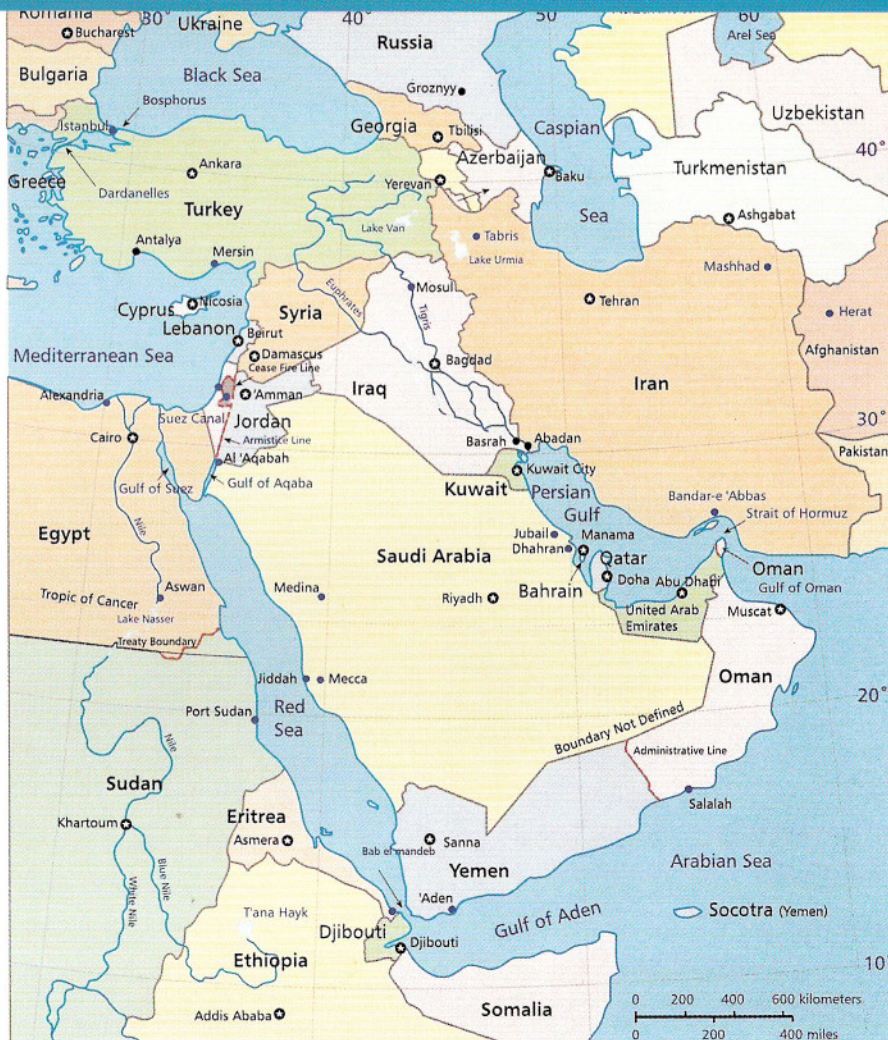 30°
40°
50
60
Ukraine
Bucharest
Russia
Arel Sea
Bulgaria
Black Sea
Bosphorus
Groznyy
Uzbekistan
Istanbul
Georgia
Tbilisi
Caspian
Sea
40°
Azerbaijan
Turkmenistan
Ankara
Baku
Greece
Dardanelles
Yerevan
Turkey
Lake Van
Ashgabat
Antalya
Mersin
Tabris
Lake Urmia
Mashhad
Mosul
Tehran
Cyprus
Nicosia
Syria
Euphrates
Tigris
Herat
Lebanon
Beirut
Mediterranean Sea
Damascus
Cease Fire Line
Bagdad
Afghanistan
Iran
Alexandria
'Amman
Iraq
Suez Canal
Jordan
Armistice Line
30°
Cairo
Basrah
Abadan
Al 'Aqabah
Kuwait City
Pakistan
Gulf of Suez
Gulf of Aqaba
Kuwait
Persian
Gulf
Bandar-e 'Abbas
Strait of Hormuz
Nile
Egypt
Jubail
Manama
Dhahran
Saudi Arabia
Qatar
Oman
Doha
Abu Dhabi
Gulf of Oman
Aswan
Medina
Riyadh
Bahrain
Tropic of Cancer
Lake Nasser
United Arab
Emirates
Muscat
Treaty Boundary
Jiddah
Mecca
Oman
20°
Red
Sea
Port Sudan
Boundary Not Defined
Nile
Administrative Line
Sudan
Salalah
Eritrea
Khartoum
Asmera
Sanna
Bab el mandeb
Yemen
Arabian Sea
Blue Nile
White Nile
'Aden
T'ana Hayk
Gulf of Aden
Socotra (Yemen)
Djibouti
Djibouti
Ethiopia
10°
Somalia
0 200 400 600 kilometers
Addis Ababa
0 200 400 miles